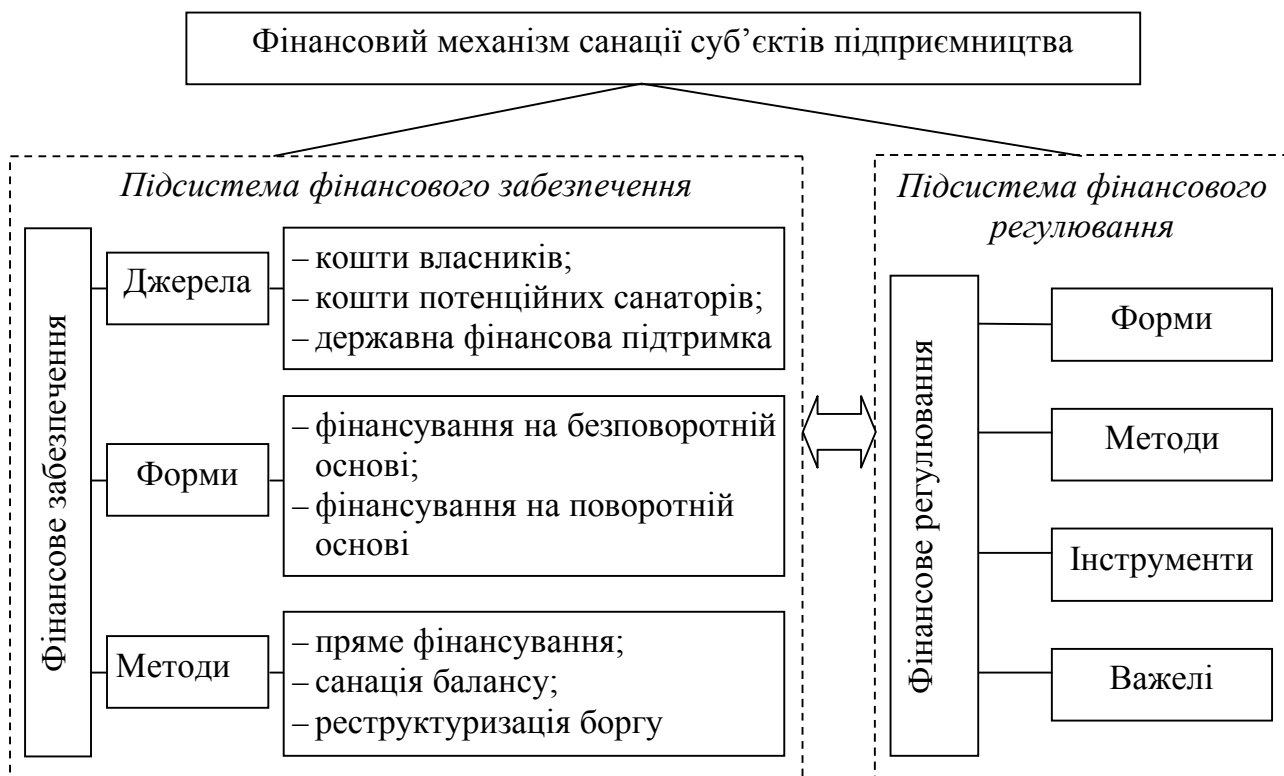 Фінансовий механізм санації суб’єктів підприємництва
Підсистема фінансового забезпечення
Фінансове забезпечення
Джерела
– кошти власників;
– кошти потенційних санаторів;
– державна фінансова підтримка
Форми
– фінансування на безповоротній
основі;
– фінансування на поворотній
основі
Методи
– пряме фінансування;
– санація балансу;
– реструктуризація боргу
Підсистема фінансового
регулювання
Фінансове регулювання
Форми
Методи
Інструменти
Важелі